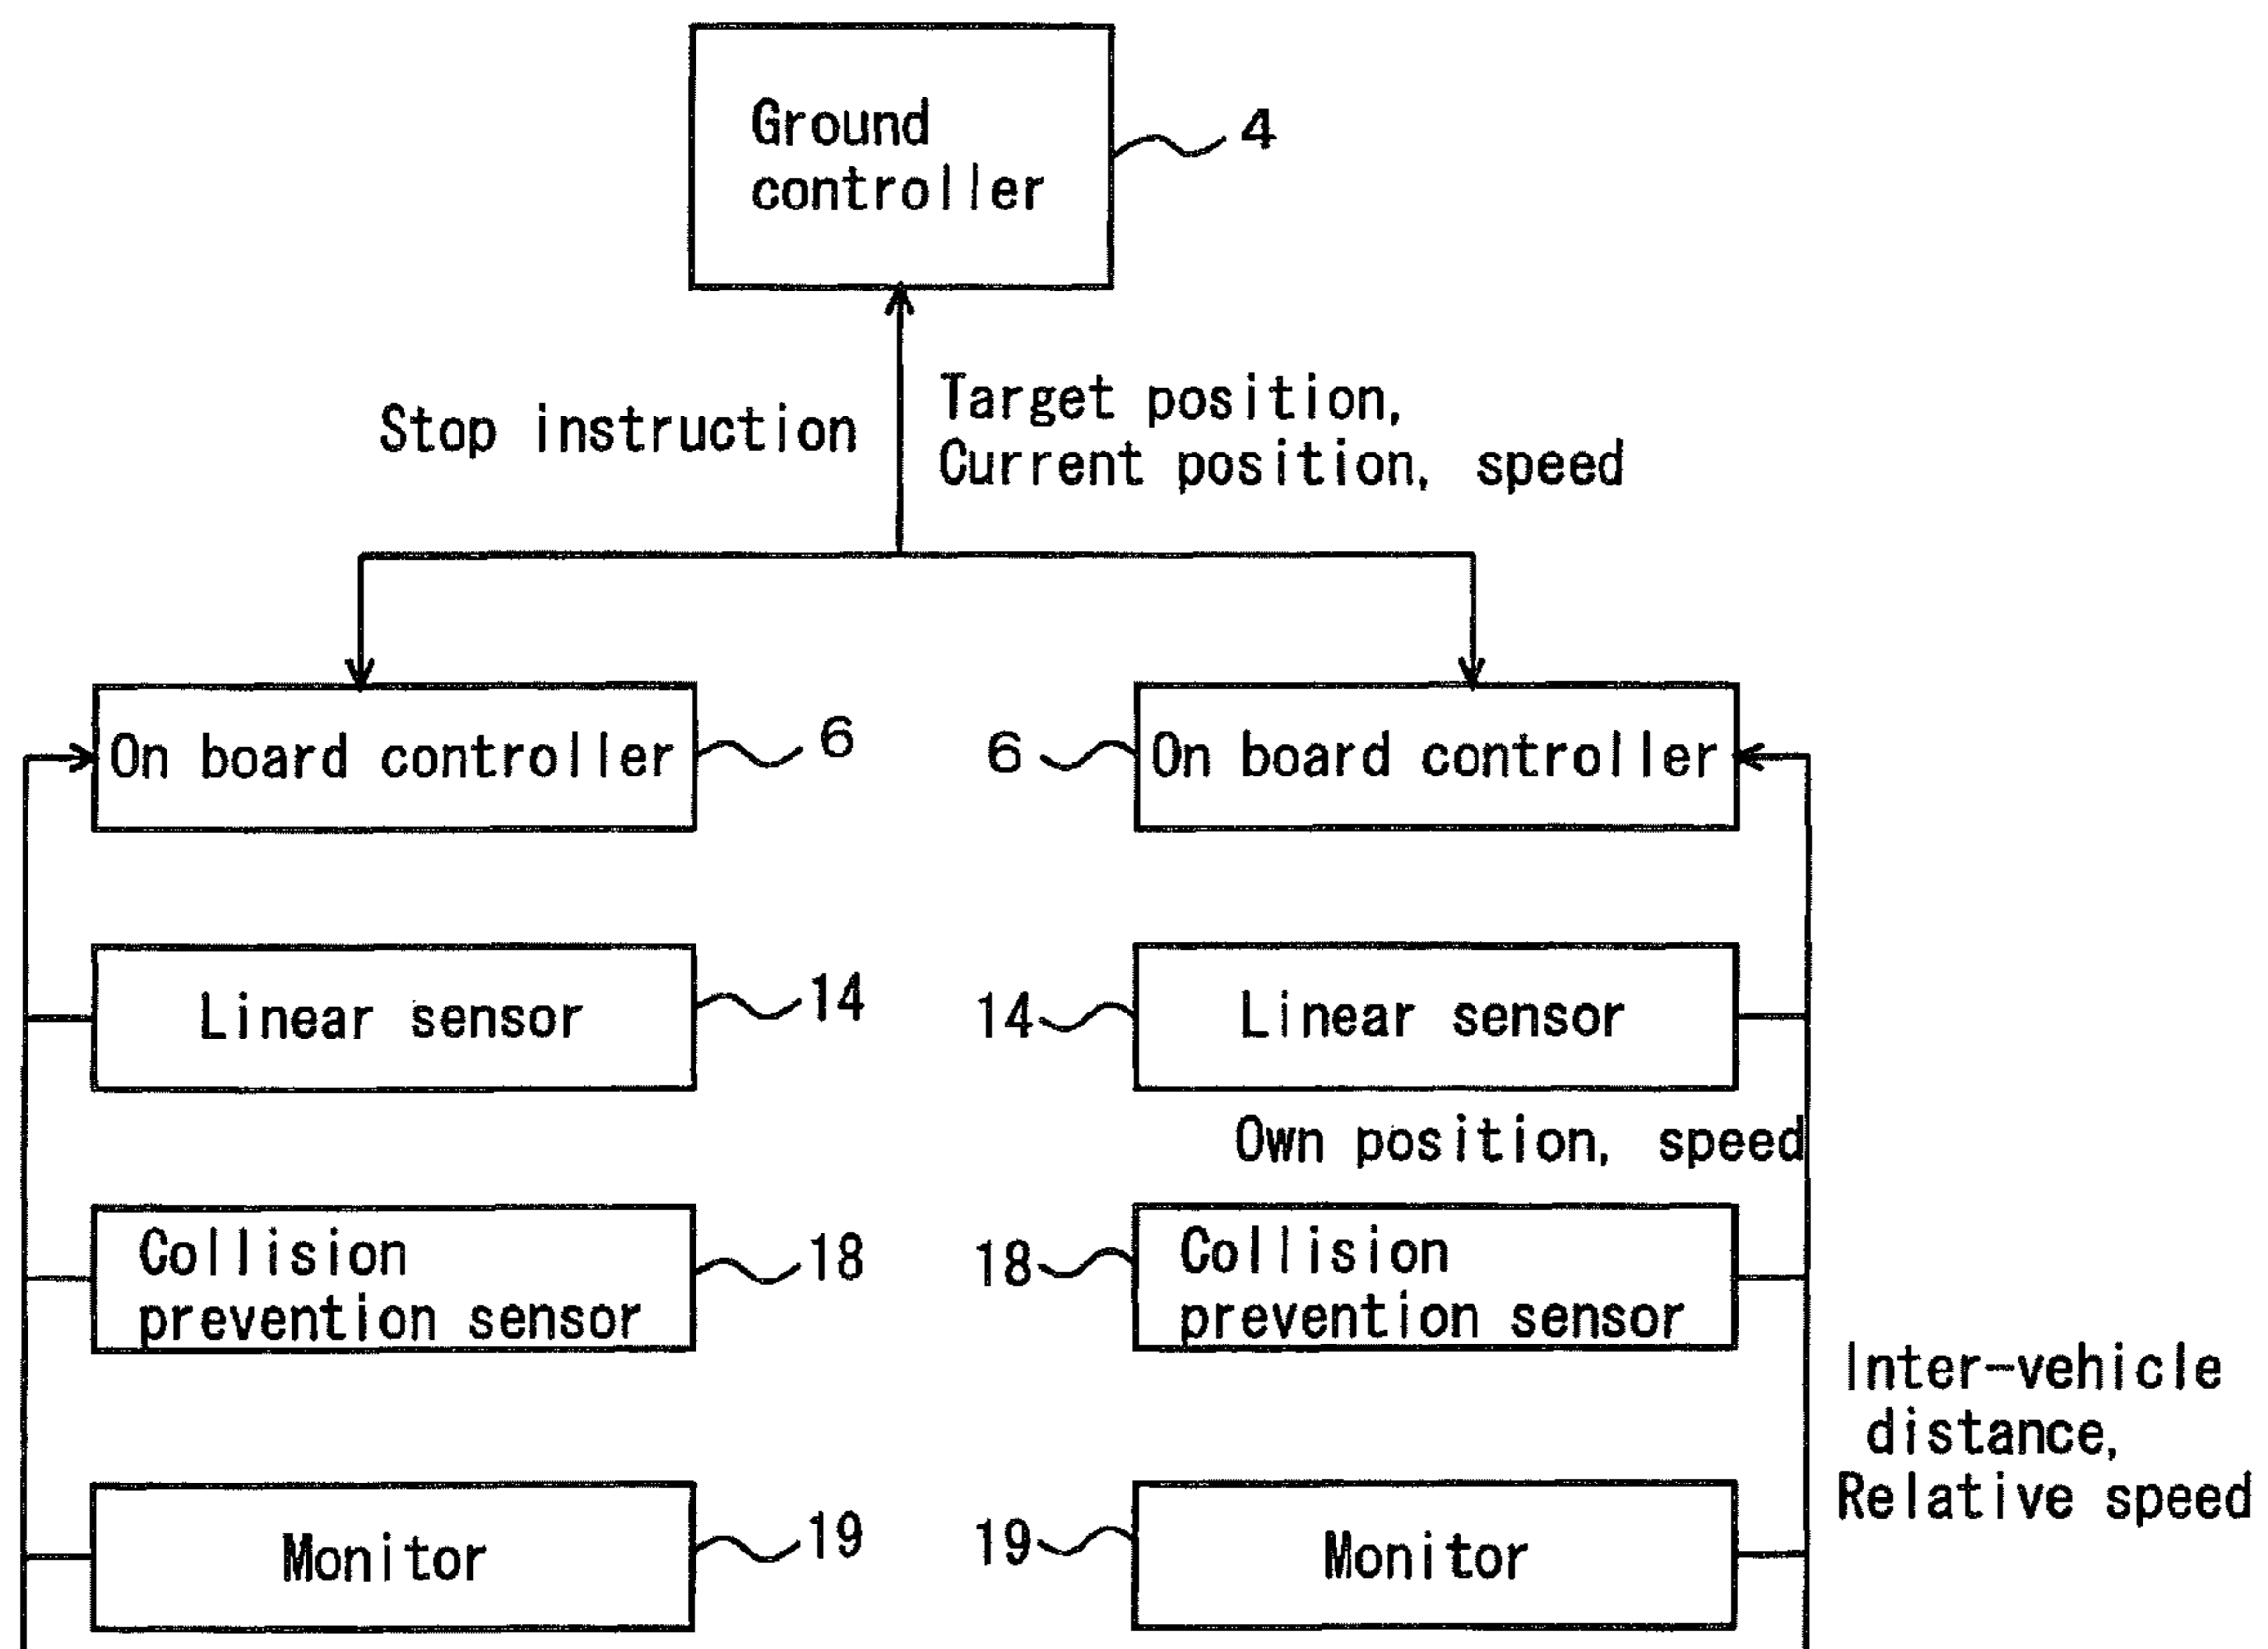 Ground
controller
4
Stop instruction
Target position,
Current position, speed
On board controller
6
6
On board controller
Linear sensor
14
14
Linear sensor
Own position, speed
Collision
prevention sensor
18
18
Collision
prevention sensor
Inter-vehicle
distance,
Relative speed
Monitor
19
19
Monitor